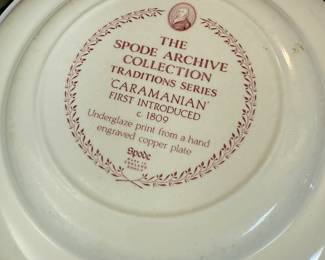 THE
SPODE ARCHIVE
COLLECTION
TRADITIONS SERIES
'CARAMANIAN'
FIRST INTRODUCED
c. 1809
Underglaze print from a hand
engraved copper plate
Spode